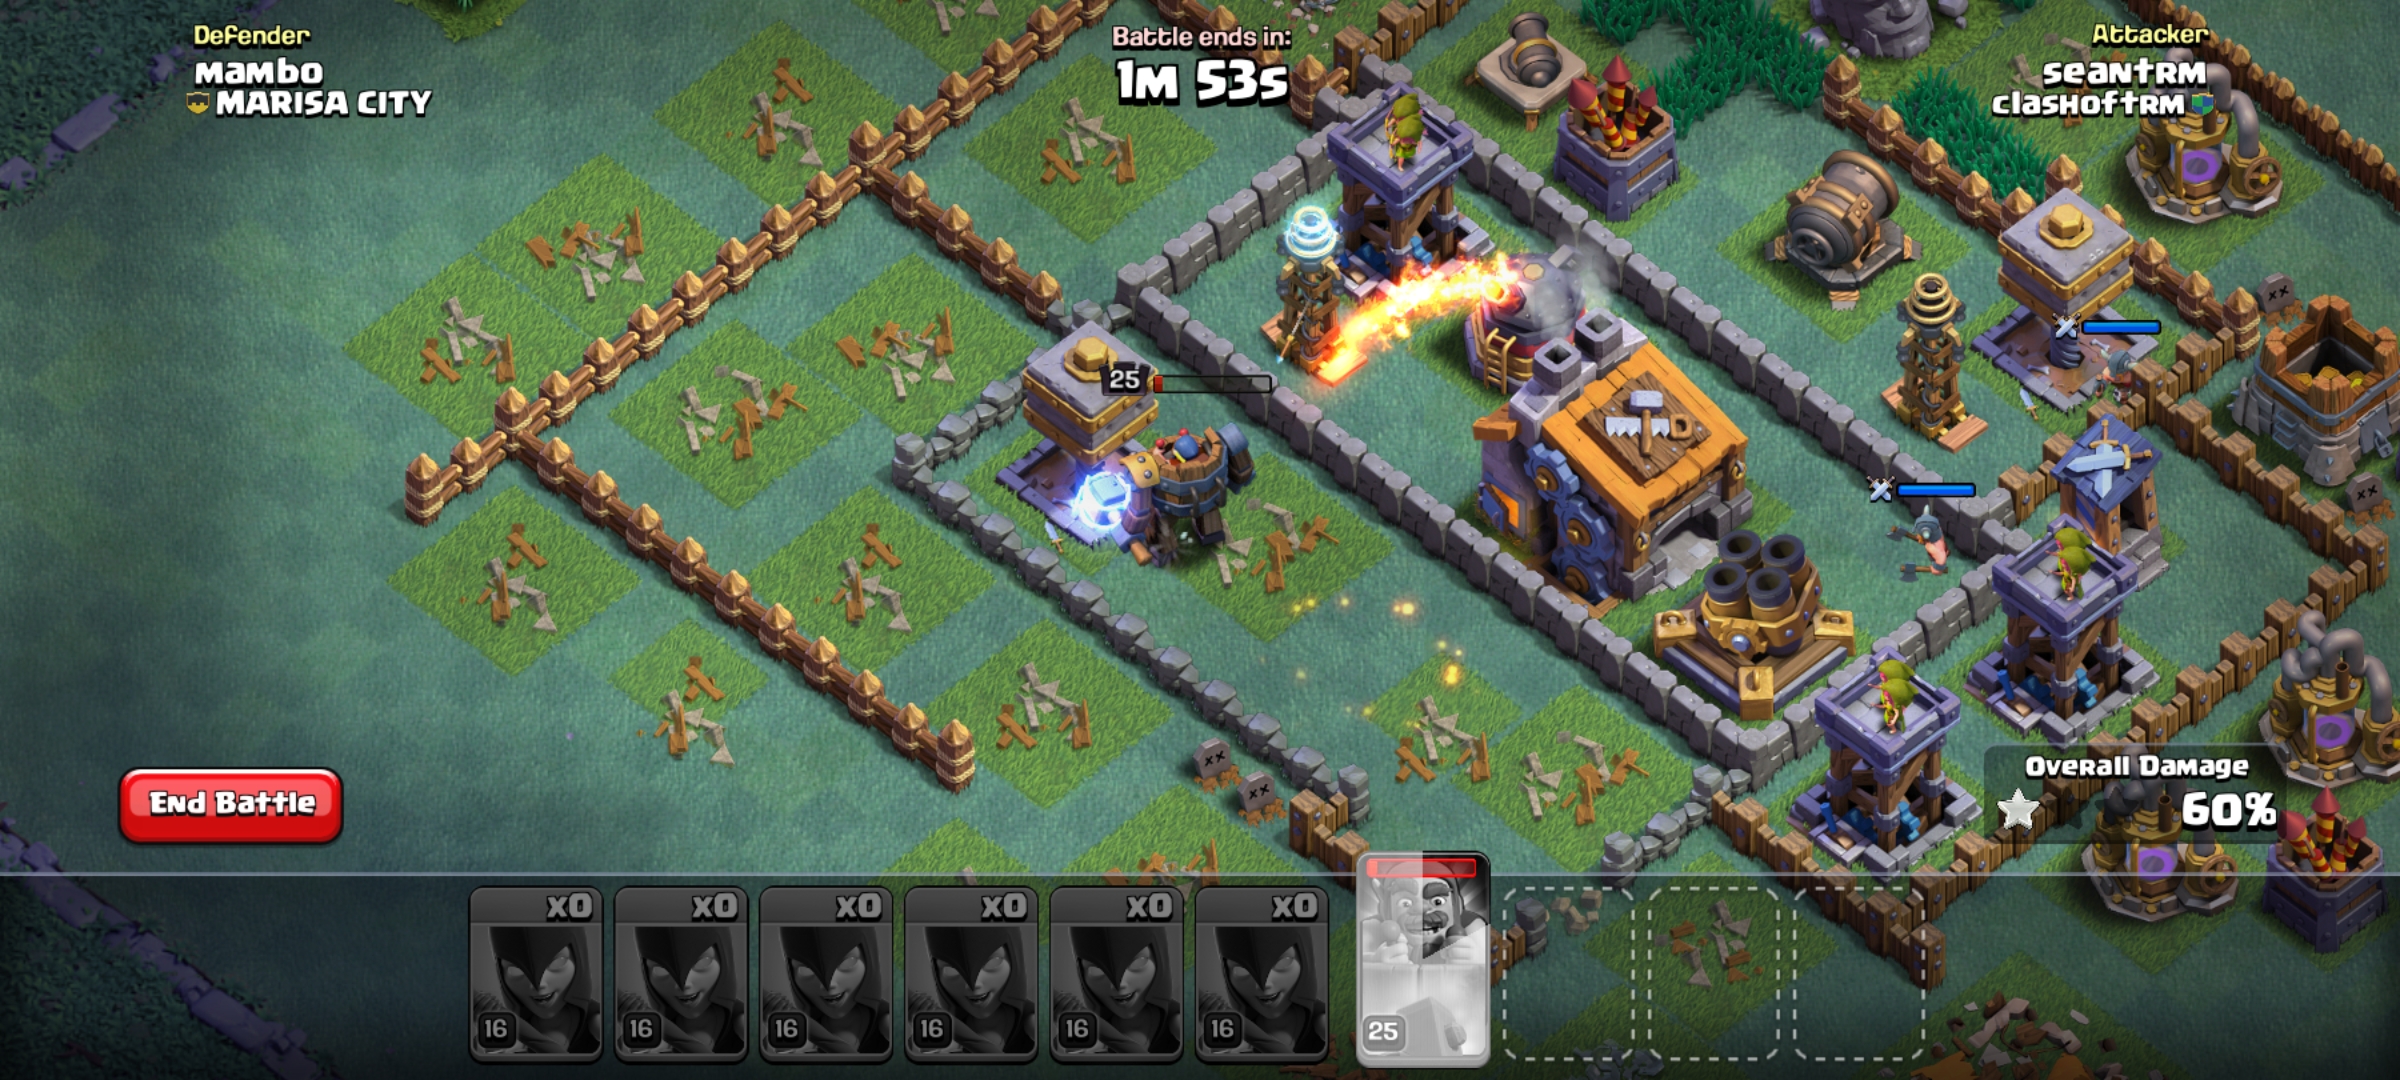 Defender
mambo
MARISA CITY
Battle ends in:
1M 53s
Attacker
seantRM
clashoftRM
25
End Battle
Overall Damage
60%
x0
x0
x0
x0
x0
x0
16
16
16
16
16
16
25